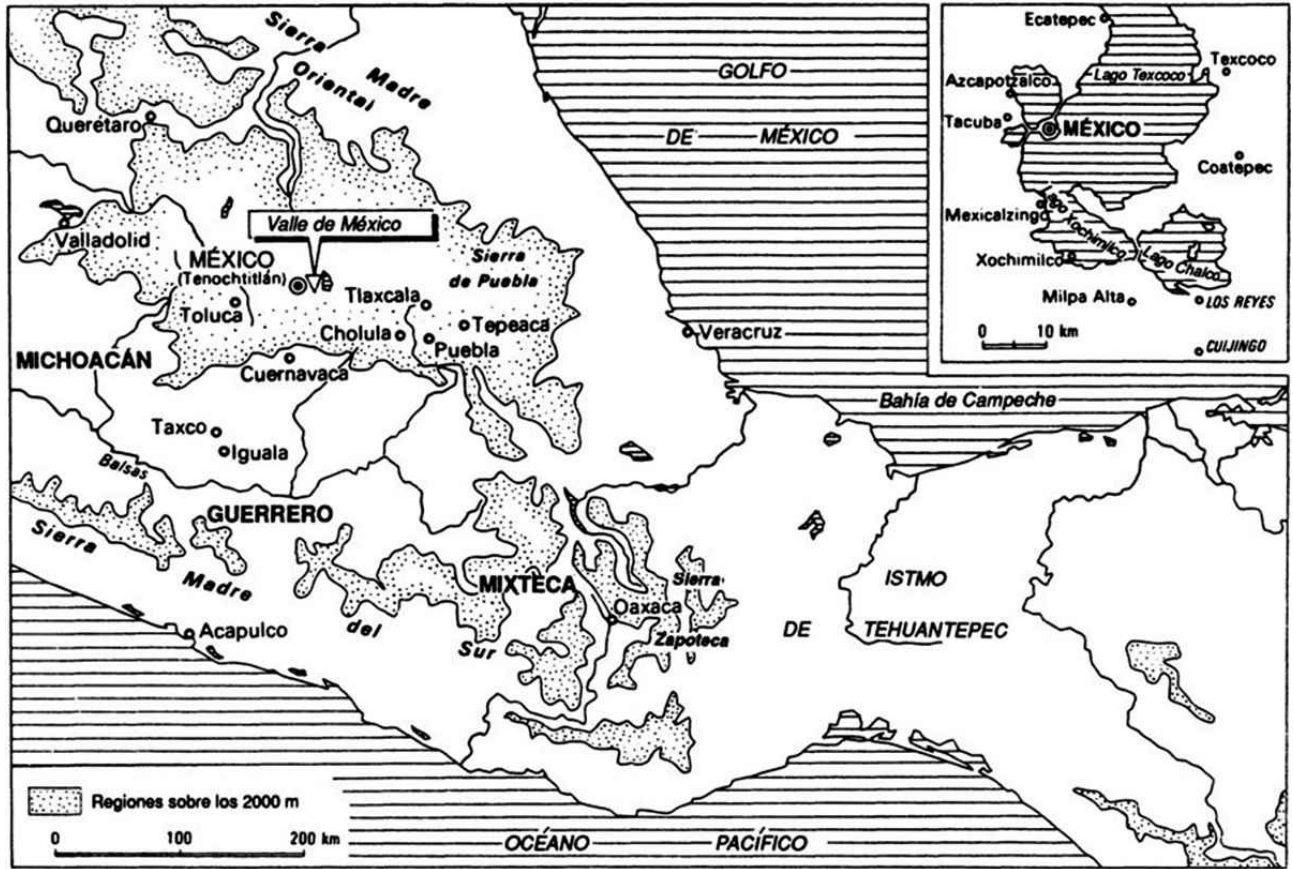 Sierra
Madre
Oriental
Querétaro
Valladolid
Valle de México
MÉXICO
(Tenochtitlán)
Toluca
Tlaxcala
Sierra
de Puebla
Cholula
Tepeaca
Puebla
MICHOACÁN
Cuernavaca
Taxco
Iguala
Balsas
GUERRERO
Sierra
Madre
del
Sur
Acapulco
MIXTECA
Oaxaca
Sierra
Zapoteca
GOLFO
DE MÉXICO
Veracruz
Bahía de Campeche
ISTMO
DE TEHUANTEPEC
OCÉANO PACÍFICO
Regiones sobre los 2000 m
0 100 200 km
Ecatepec
Texcoco
Lago Texcoco
Azcapotzalco
Tacuba
MÉXICO
Coatepec
Mexicalzingo
Xochimilco
Lago Chalco
Xochimilco
Milpa Alta
LOS REYES
0 10 km
CUIJINGO